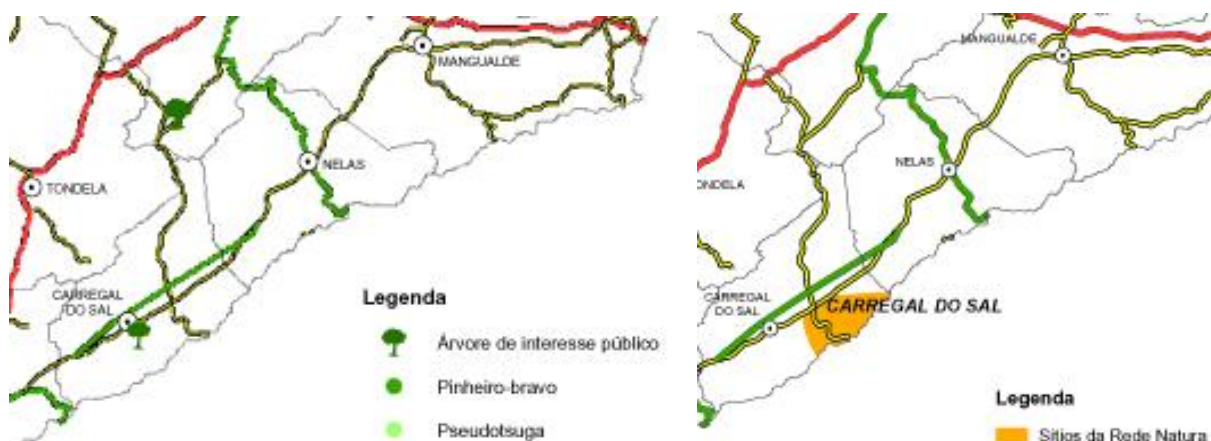 MANGUALDE
NELAS
TONDELA
CARREGAL
DO SAL
Legenda
Árvore de interesse público
Pinheiro-bravo
Pseudotsuga
MANGUALDE
NELAS
ONDELA
CARREGAL
DO SAL
CARREGAL DO SAL
Legenda
Sítios da Rede Natura